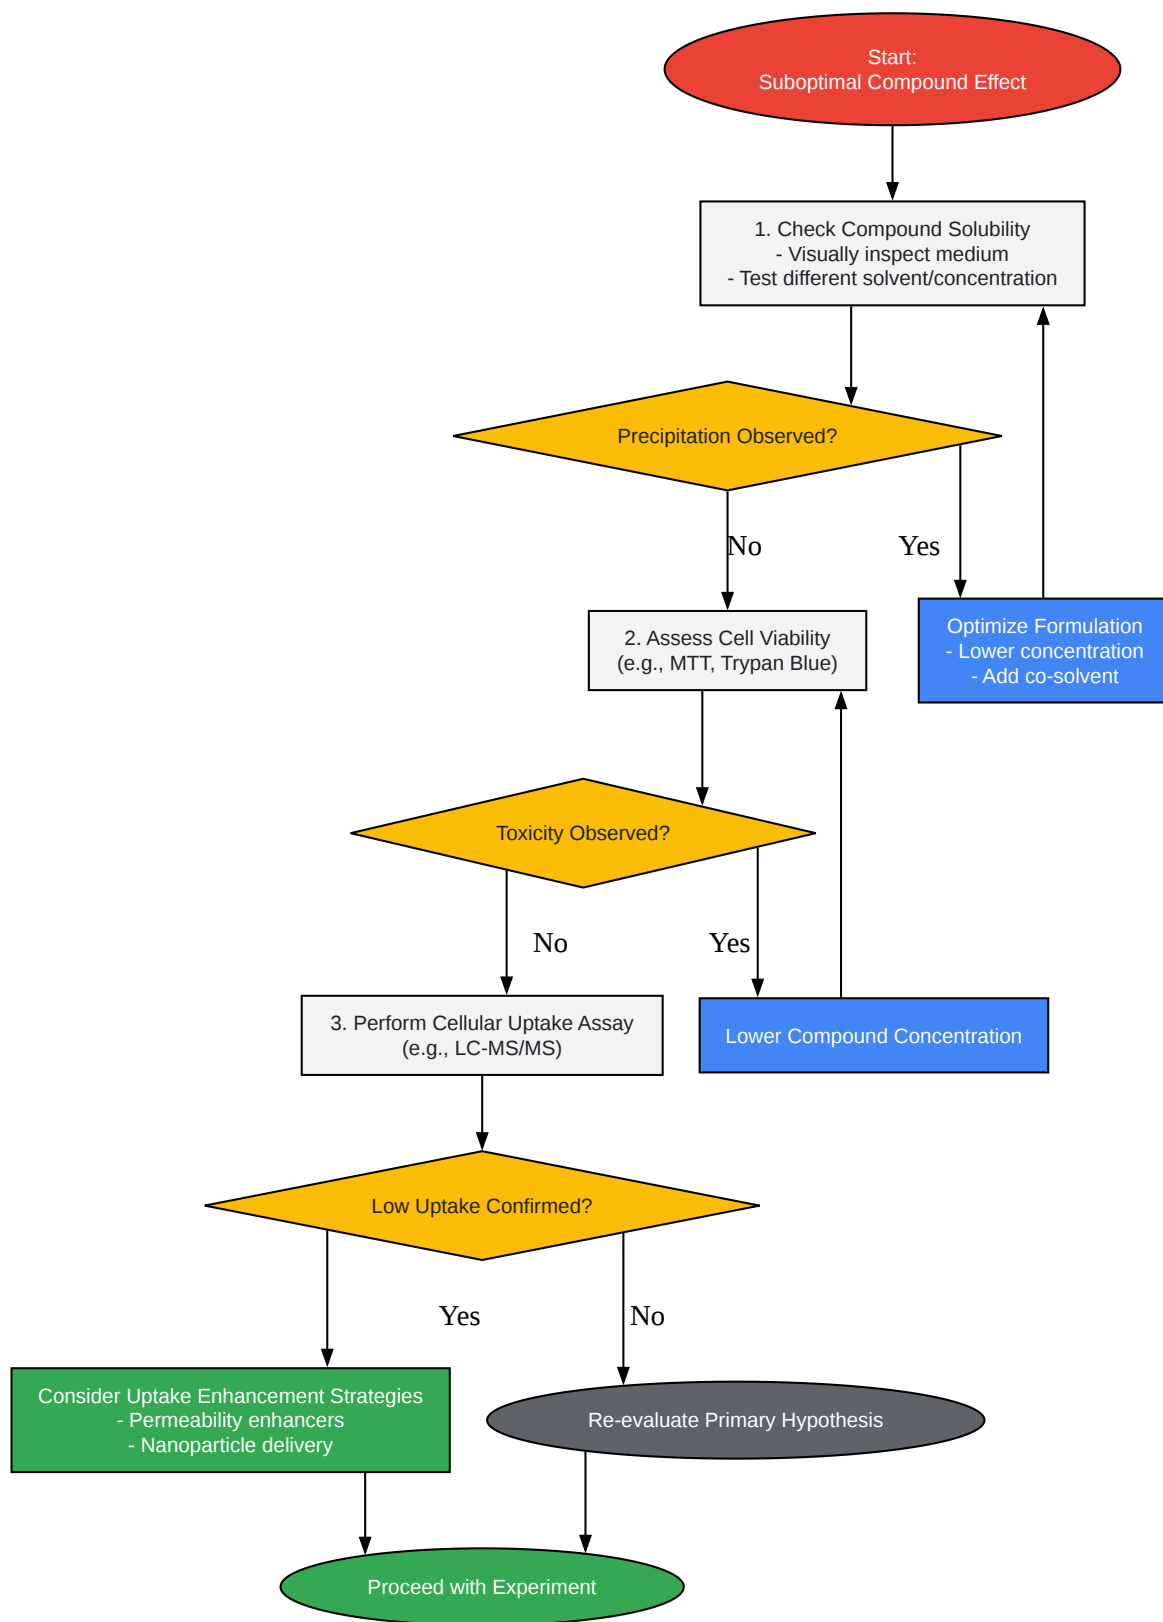 Start:
Suboptimal Compound Effect
1. Check Compound Solubility
- Visually inspect medium
- Test different solvent/concentration
Precipitation Observed?
No
Yes
2. Assess Cell Viability
(e.g., MTT, Trypan Blue)
Optimize Formulation
- Lower concentration
- Add co-solvent
Toxicity Observed?
No
Yes
3. Perform Cellular Uptake Assay
(e.g., LC-MS/MS)
Lower Compound Concentration
Low Uptake Confirmed?
Yes
No
Consider Uptake Enhancement Strategies
- Permeability enhancers
- Nanoparticle delivery
Re-evaluate Primary Hypothesis
Proceed with Experiment